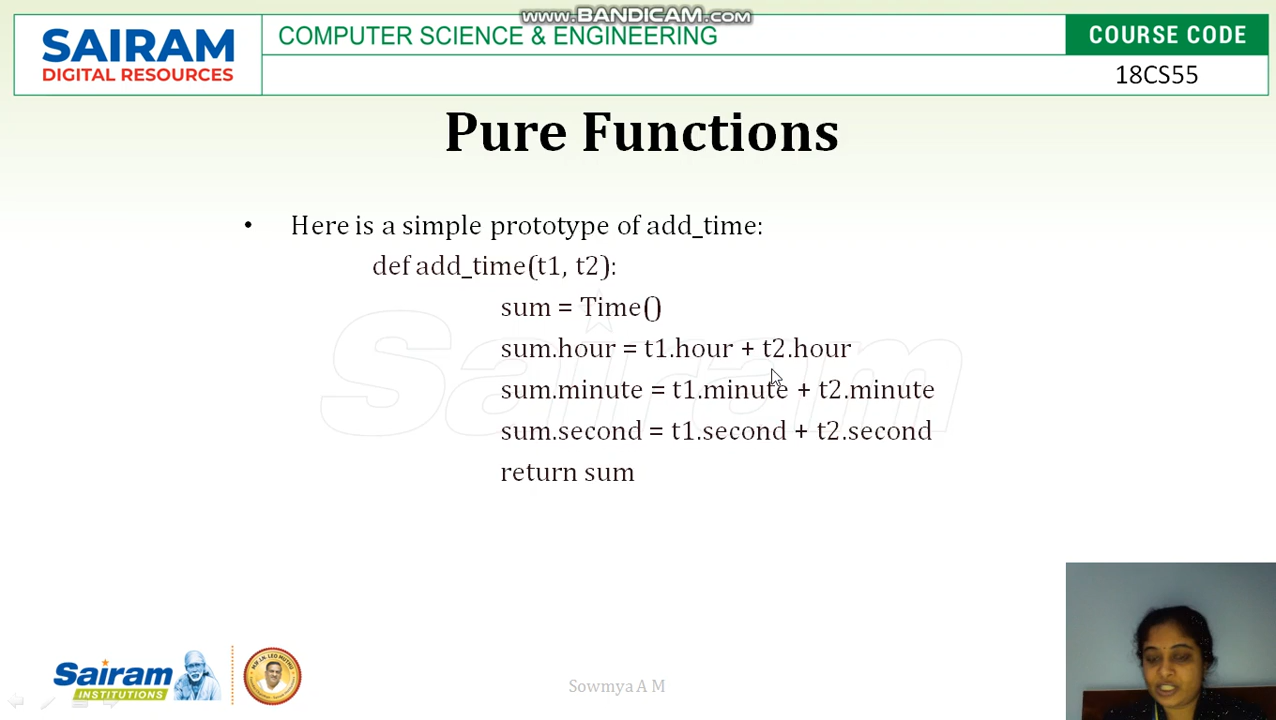 www.BANDICAM.com
SAIRAM
DIGITAL RESOURCES
COMPUTER SCIENCE & ENGINEERING
COURSE CODE
18CS55
Pure Functions
• Here is a simple prototype of add_time:
def add_time(t1, t2):
sum = Time()
sum.hour = t1.hour + t2.hour
sum.minute = t1.minute + t2.minute
sum.second = t1.second + t2.second
return sum
Sairam
Sairam
INSTITUTIONS
Sowmya A M